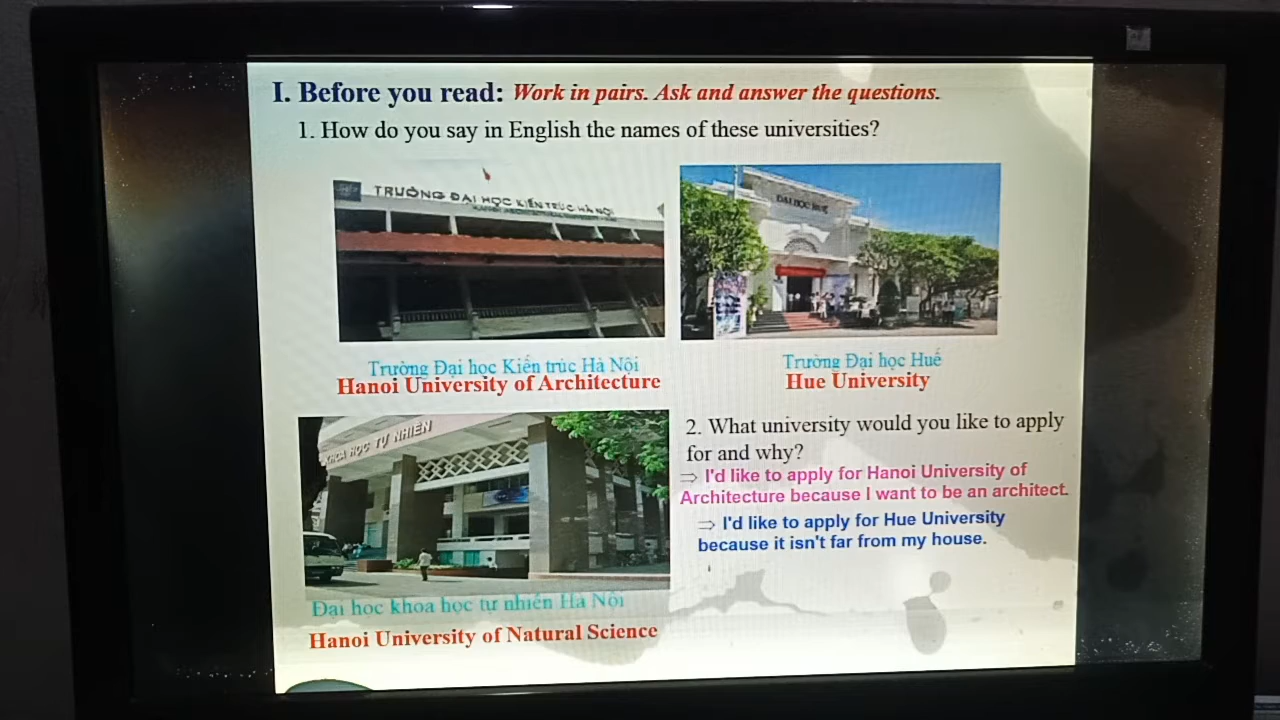 I. Before you read: Work in pairs. Ask and answer the questions.
1. How do you say in English the names of these universities?
TRƯỜNG ĐẠI HỌC KIẾN TRÚC HÀ NỘI
ĐẠI HỌC HUẾ
Trường Đại học Kiến trúc Hà Nội
Hanoi University of Architecture
Trường Đại học Huế
Hue University
KHOA HỌC TỰ NHIÊN
Đại học khoa học tự nhiên Hà Nội
Hanoi University of Natural Science
2. What university would you like to apply
for and why?
⇒ I'd like to apply for Hanoi University of
Architecture because I want to be an architect.
⇒ I'd like to apply for Hue University
because it isn't far from my house.